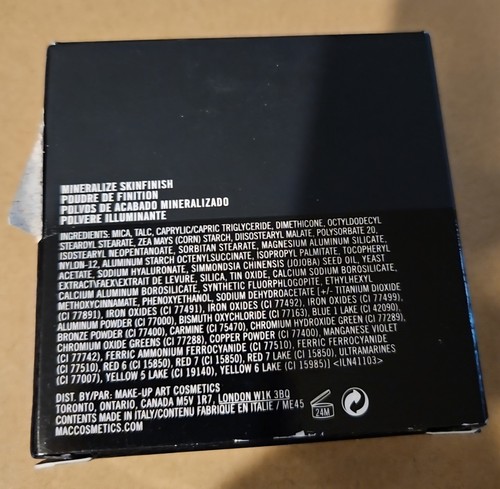 MINERALIZE SKINFINISH
POUDRE DE FINITION
POLVOS DE ACABADO MINERALIZADO
POLVERE ILLUMINANTE
INGREDIENTS: MICA, TALC, CAPRYLIC/CAPRIC TRIGLYCERIDE, DIMETHICONE, OCTYLDODECYL
STEAROYL STEARATE, ZEA MAYS (CORN) STARCH, DIISOSTEARYL MALATE, POLYSORBATE 20,
ISOSTEARYL NEOPENTANOATE, SORBITAN STEARATE, MAGNESIUM ALUMINUM SILICATE,
NYLON-12, ALUMINUM STARCH OCTENYLSUCCINATE, ISOPROPYL PALMITATE, TOCOPHERYL
ACETATE, SODIUM HYALURONATE, SIMMONDSIA CHINENSIS (JOJOBA) SEED OIL, YEAST
EXTRACT\FAEX\EXTRAIT DE LEVURE, SILICA, TIN OXIDE, CALCIUM SODIUM BOROSILICATE,
CALCIUM ALUMINUM BOROSILICATE, SYNTHETIC FLUORPHLOGOPITE, ETHYLHEXYL
METHOXYCINNAMATE, PHENOXYETHANOL, SODIUM DEHYDROACETATE [+/- TITANIUM DIOXIDE
(CI 77891), IRON OXIDES (CI 77491), IRON OXIDES (CI 77492), IRON OXIDES (CI 77499),
ALUMINUM POWDER (CI 77000), BISMUTH OXYCHLORIDE (CI 77163), BLUE 1 LAKE (CI 42090),
BRONZE POWDER (CI 77400), CARMINE (CI 75470), CHROMIUM HYDROXIDE GREEN (CI 77289),
CHROMIUM OXIDE GREENS (CI 77288), COPPER POWDER (CI 77400), MANGANESE VIOLET
(CI 77742), FERRIC AMMONIUM FERROCYANIDE (CI 77510), FERRIC FERROCYANIDE
(CI 77510), RED 6 (CI 15850), RED 7 (CI 15850), RED 7 LAKE (CI 15850), ULTRAMARINES
(CI 77007), YELLOW 5 LAKE (CI 19140), YELLOW 6 LAKE (CI 15985)] <ILN41103>
DIST. BY/PAR: MAKE-UP ART COSMETICS
TORONTO, ONTARIO, CANADA M5V 1R7, LONDON W1K 3BQ
CONTENTS MADE IN ITALY/CONTENU FABRIQUÉ EN ITALIE / ME45
MACCOSMETICS.COM
24M